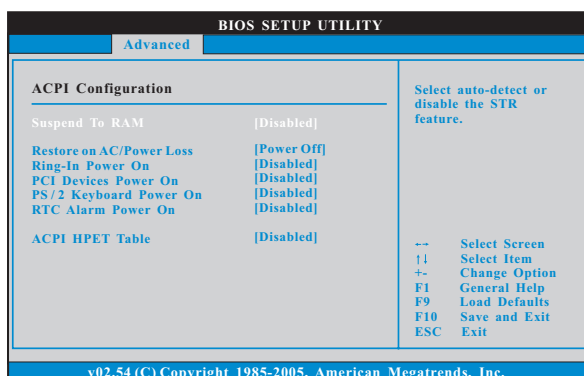 BIOS SETUP UTILITY
Advanced
ACPI Configuration
Suspend To RAM [Disabled]
Restore on AC/Power Loss [Power Off]
Ring-In Power On [Disabled]
PCI Devices Power On [Disabled]
PS/2 Keyboard Power On [Disabled]
RTC Alarm Power On [Disabled]
ACPI HPET Table [Disabled]
Select auto-detect or
disable the STR
feature.
←→ Select Screen
↑↓ Select Item
+- Change Option
F1 General Help
F9 Load Defaults
F10 Save and Exit
ESC Exit
v02.54 (C) Copyright 1985-2005, American Megatrends, Inc.